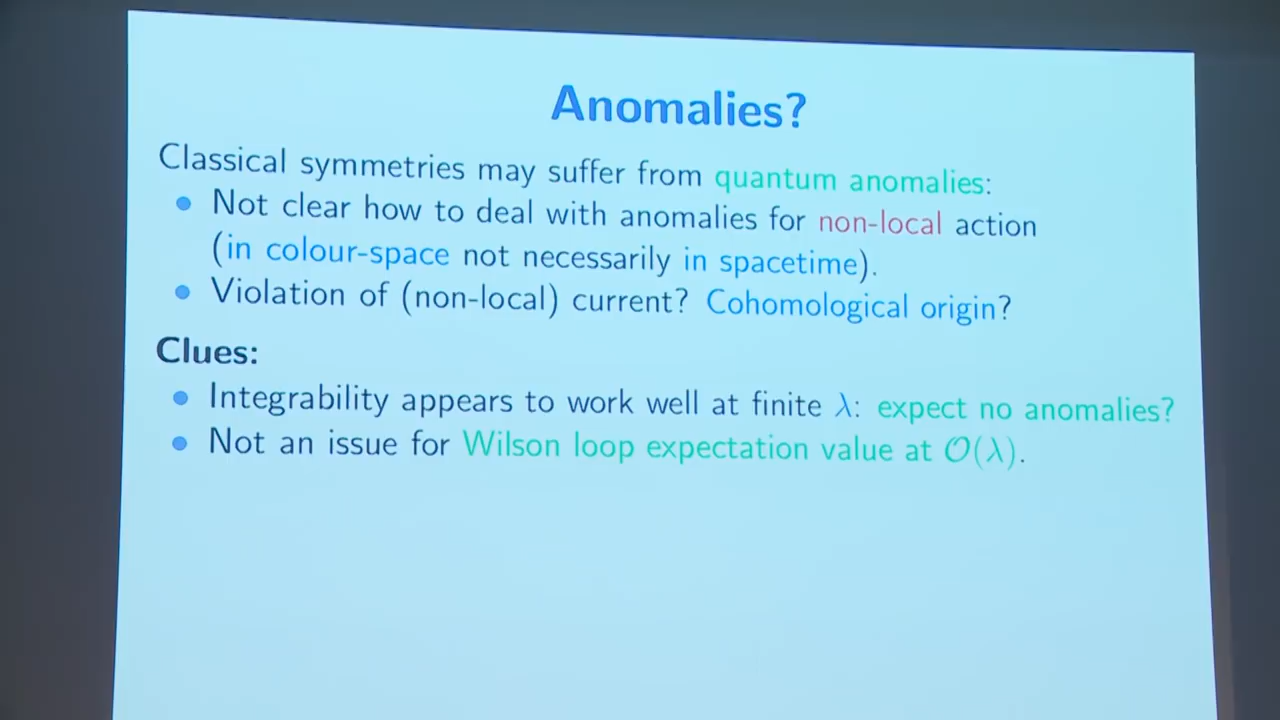 Anomalies?
Classical symmetries may suffer from quantum anomalies:
• Not clear how to deal with anomalies for non-local action
(in colour-space not necessarily in spacetime).
• Violation of (non-local) current? Cohomological origin?
Clues:
• Integrability appears to work well at finite λ: expect no anomalies?
• Not an issue for Wilson loop expectation value at 𝒪(λ).